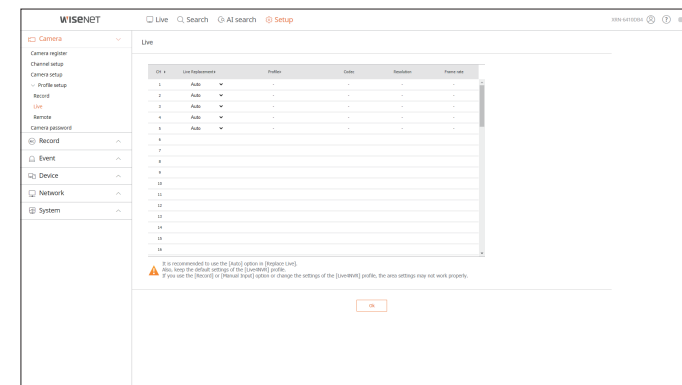 WISENET
Live Search AI search Setup
Camera
Live
Camera register
Channel setup
Camera setup
Profile setup
Record
Live
Remote
Camera password
Record
Event
Device
Network
System
CH Live Replacement Profile Codec Resolution Frame rate
1 Auto - - - -
2 Auto - - - -
3 Auto - - - -
4 Auto - - - -
5 Auto - - - -
6
7
8
9
10
11
12
13
14
15
16
It is recommended to use the [Auto] option in [Replace Live].
Also, keep the default settings of the [Live4NVR] profile.
If you use the [Record] or [Manual Input] option or change the settings of the [Live4NVR] profile, the area settings may not work properly.
Ok